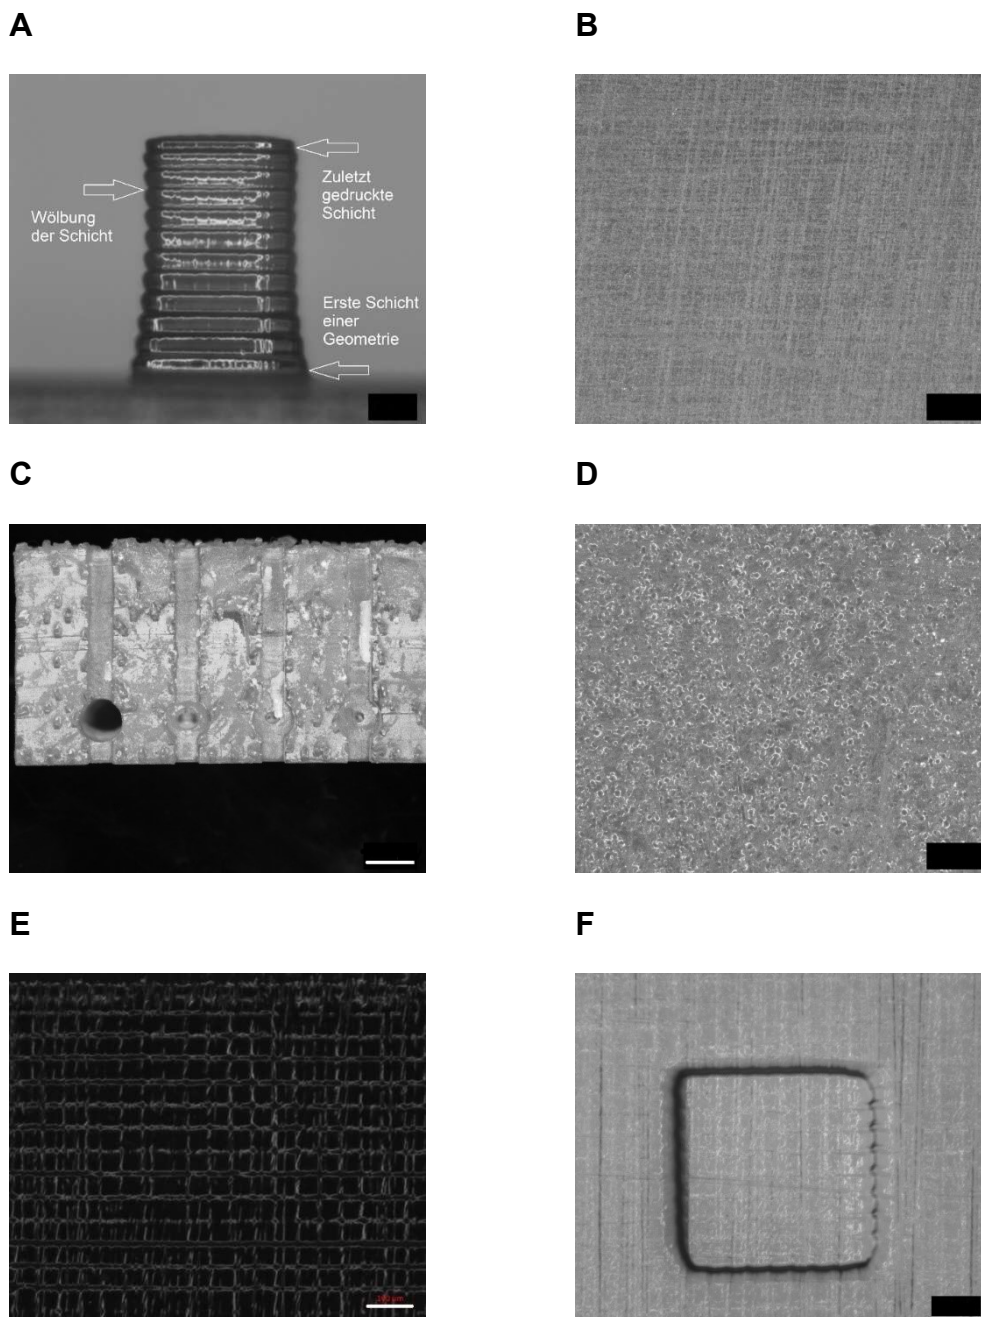 A
B
Zuletzt
gedruckte
Schicht
Wölbung
der Schicht
Erste Schicht
einer
Geometrie
C
D
E
F